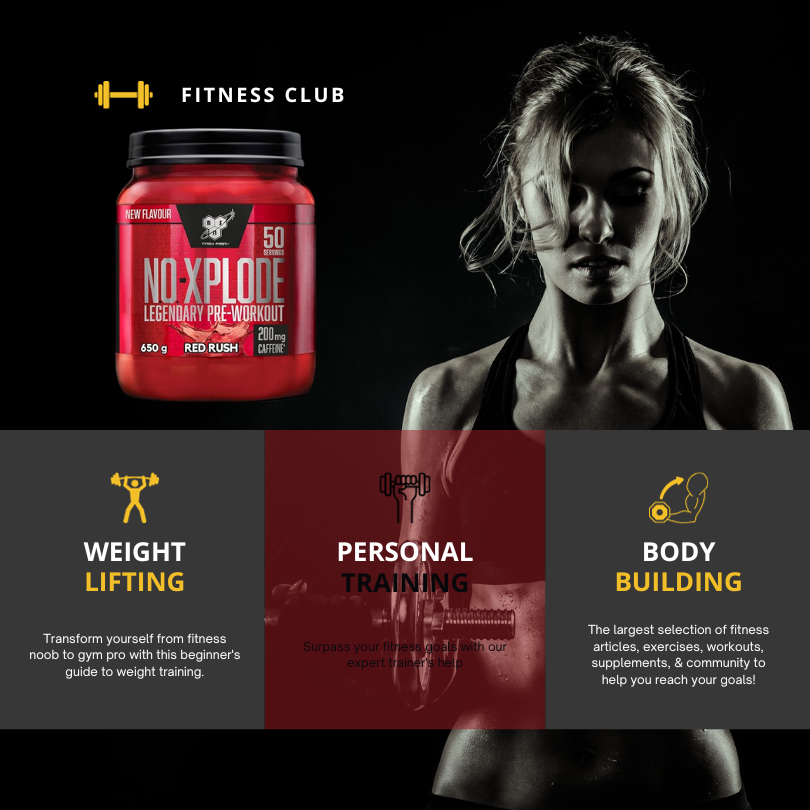 FITNESS CLUB
NEW FLAVOUR
50
SERVINGS
NO-XPLODE
LEGENDARY PRE-WORKOUT
200mg
CAFFEINE*
650 g
RED RUSH
WEIGHT
LIFTING
Transform yourself from fitness
noob to gym pro with this beginner's
guide to weight training.
PERSONAL
TRAINING
Surpass your fitness goals with our
expert trainer's help
BODY
BUILDING
The largest selection of fitness
articles, exercises, workouts,
supplements, & community to
help you reach your goals!